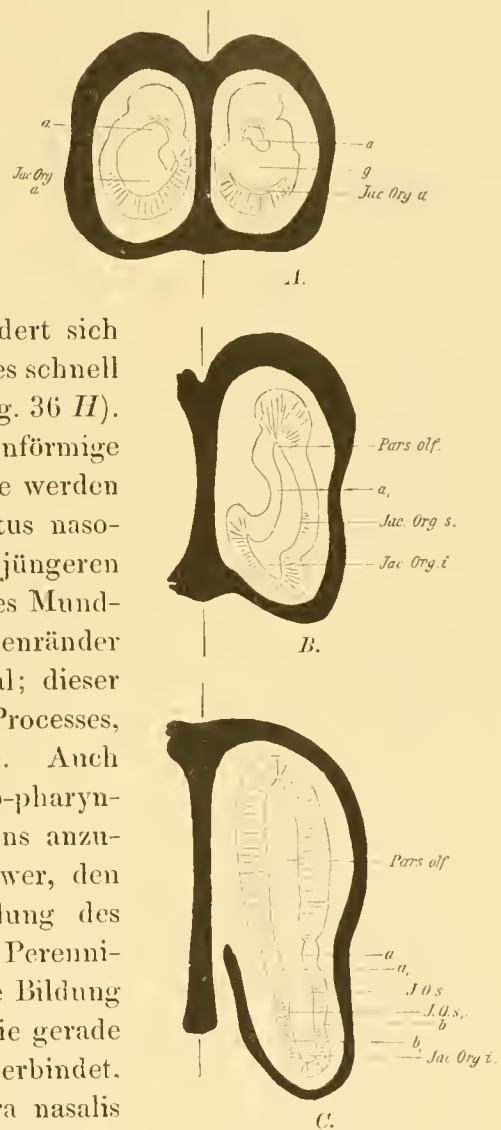 a
Jac Org
a
a
g
Jac Org a
A.
dert sich
es schnell
g. 36 H).
nförmige
e werden
tus naso-
jüngeren
es Mund-
enränder
al; dieser
Processes,
. Auch
o-pharyn-
ns anzu-
wer, den
dung des
Perenni-
e Bildung
ie gerade
erbindet.
ra nasalis
Pars olf.
a,
Jac. Org s.
Jac Org. i
B.
Pars olf
a
a,
J.O.s
J.O.s,
b
b,
Jac Org i.
C.